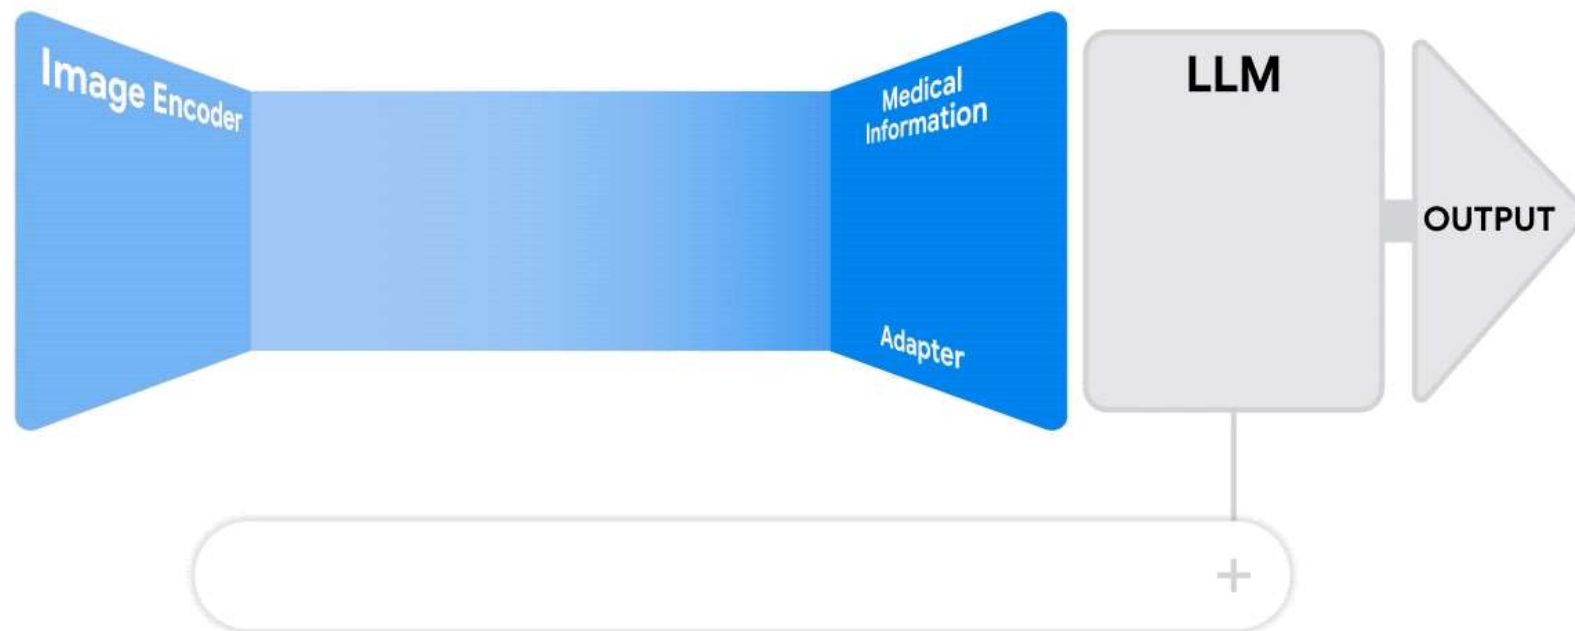 Image Encoder
Medical
Information
Adapter
LLM
OUTPUT
+